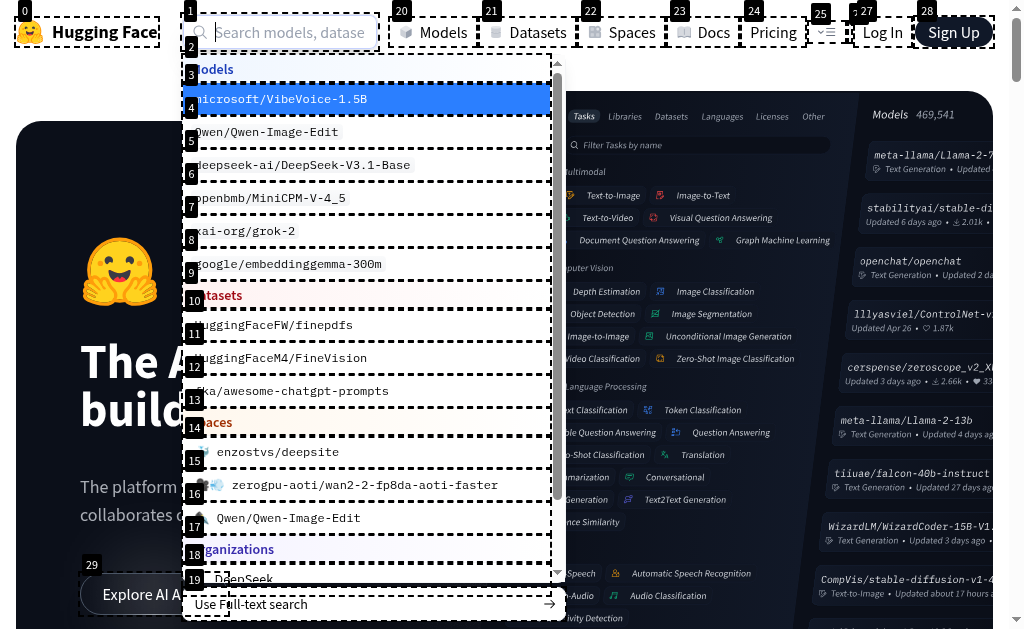 0
1
20
21
22
23
24
25
27
28
Hugging Face
Search models, datase
Models
Datasets
Spaces
Docs
Pricing
Log In
Sign Up
2
3
odels
4
microsoft/VibeVoice-1.5B
5
Qwen/Qwen-Image-Edit
6
deepseek-ai/DeepSeek-V3.1-Base
7
openbmb/MiniCPM-V-4_5
8
xai-org/grok-2
9
google/embeddinggemma-300m
10
atasets
11
HuggingFaceFW/finepdfs
12
HuggingFaceM4/FineVision
13
fka/awesome-chatgpt-prompts
14
paces
15
enzostvs/deepsite
16
zerogpu-aoti/wan2-2-fp8da-aoti-faster
17
Qwen/Qwen-Image-Edit
18
ganizations
19
DeepSeek
Use Full-text search
The A
build
The platform
collaborates
29
Explore AI A
Tasks
Libraries
Datasets
Languages
Licenses
Other
Filter Tasks by name
ultimodal
Text-to-Image
Image-to-Text
Text-to-Video
Visual Question Answering
Document Question Answering
Graph Machine Learning
puter Vision
Depth Estimation
Image Classification
Object Detection
Image Segmentation
Image-to-Image
Unconditional Image Generation
Video Classification
Zero-Shot Image Classification
Language Processing
xt Classification
Token Classification
ble Question Answering
Question Answering
o-Shot Classification
Translation
marization
Conversational
Generation
Text2Text Generation
nce Similarity
Speech
Automatic Speech Recognition
-Audio
Audio Classification
tivity Detection
Models 469,541
meta-llama/Llama-2-7
Text Generation • Updated
stabilityai/stable-di
Updated 6 days ago • 2.01k •
openchat/openchat
Text Generation • Updated 2 da
lllyasviel/ControlNet-v
Updated Apr 26 • 1.87k
cerspense/zeroscope_v2_X
Updated 3 days ago • 2.66k • 33
meta-llama/Llama-2-13b
Text Generation • Updated 4 days ag
tiiuae/falcon-40b-instruct
Text Generation • Updated 27 days ago
WizardLM/WizardCoder-15B-V1.
Text Generation • Updated 3 days ago
CompVis/stable-diffusion-v1-4
Text-to-Image • Updated about 17 hours a